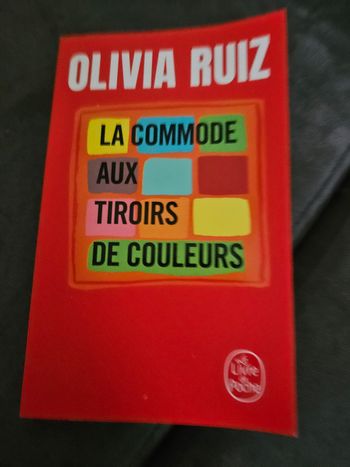 OLIVIA RUIZ
LA COMMODE
AUX
TIROIRS
DE COULEURS
Le
Livre
de
Poche